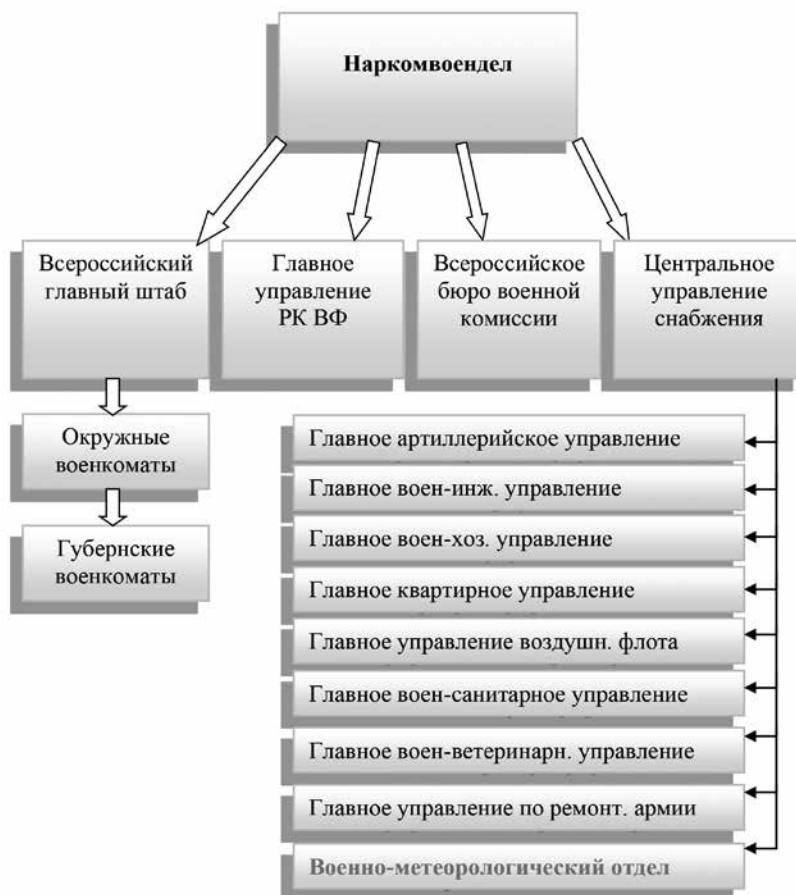 Наркомвоендел
Всероссийский
главный штаб
Главное
управление
РК ВФ
Всероссийское
бюро военной
комиссии
Центральное
управление
снабжения
Окружные
военкоматы
Губернские
военкоматы
Главное артиллерийское управление
Главное воен-инж. управление
Главное воен-хоз. управление
Главное квартирное управление
Главное управление воздушн. флота
Главное воен-санитарное управление
Главное воен-ветеринарн. управление
Главное управление по ремонт. армии
Военно-метеорологический отдел